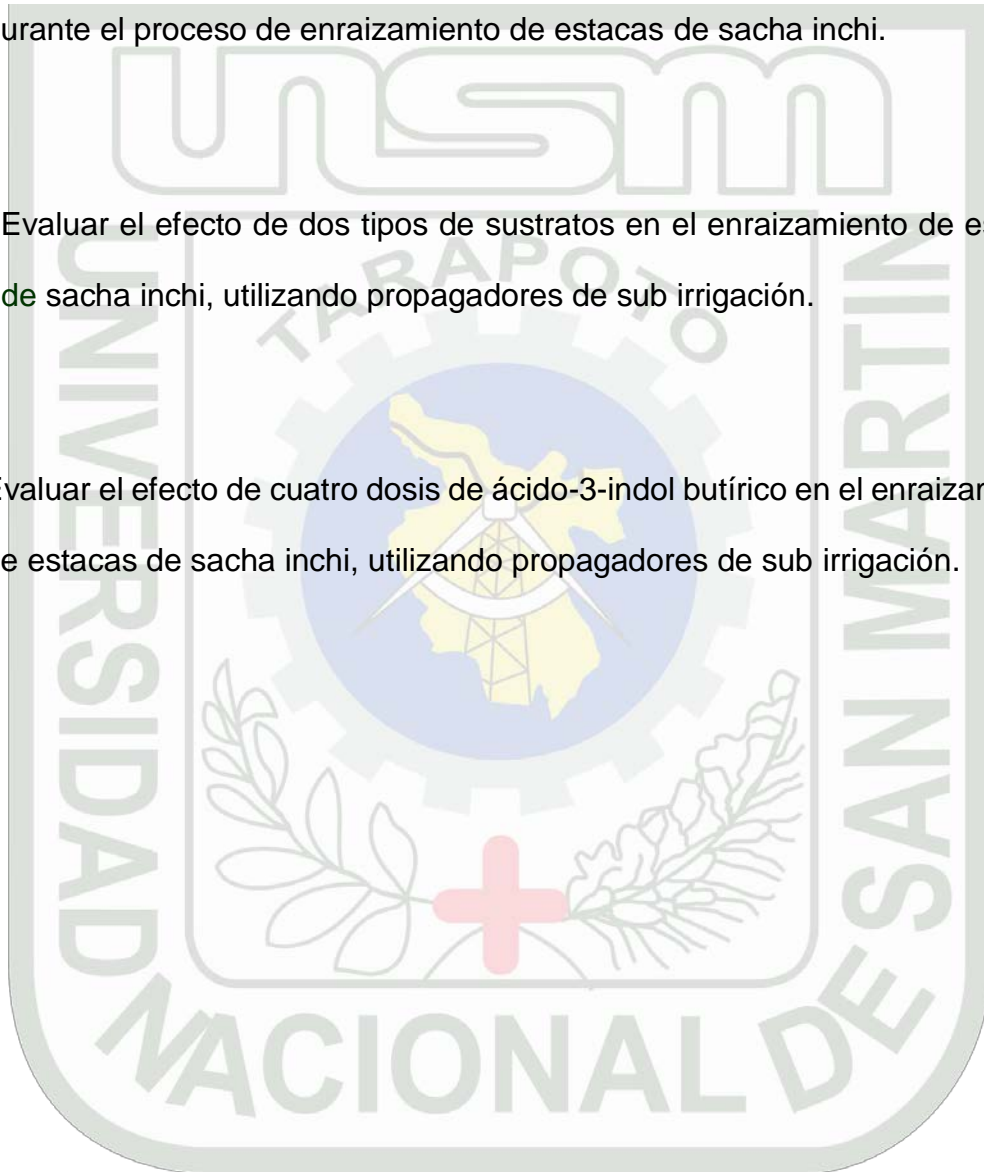 urante el proceso de enraizamiento de estacas de sacha inchi.
unsm
Evaluar el efecto de dos tipos de sustratos en el enraizamiento de es
de sacha inchi, utilizando propagadores de sub irrigación.
TARAPOTO
valuar el efecto de cuatro dosis de ácido-3-indol butírico en el enraizar
e estacas de sacha inchi, utilizando propagadores de sub irrigación.
UNIVERSIDAD NACIONAL DE SAN MARTIN